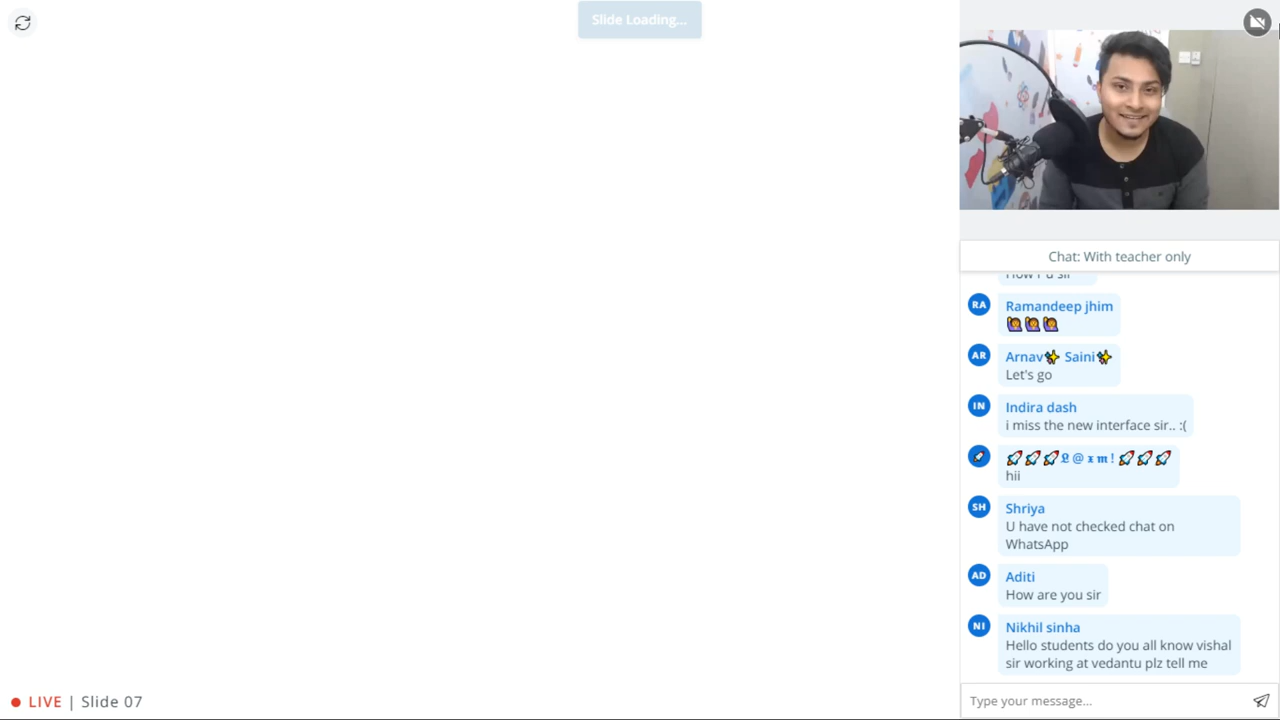 Slide Loading...
Chat: With teacher only
How r u sir
RA
Ramandeep jhim
🙋🙋🙋
AR
Arnav✨ Saini✨
Let's go
IN
Indira dash
i miss the new interface sir.. :(
🚀🚀🚀𝕷 @ 𝖝 𝖒 ! 🚀🚀🚀
hii
SH
Shriya
U have not checked chat on
WhatsApp
AD
Aditi
How are you sir
NI
Nikhil sinha
Hello students do you all know vishal
sir working at vedantu plz tell me
LIVE | Slide 07
Type your message...